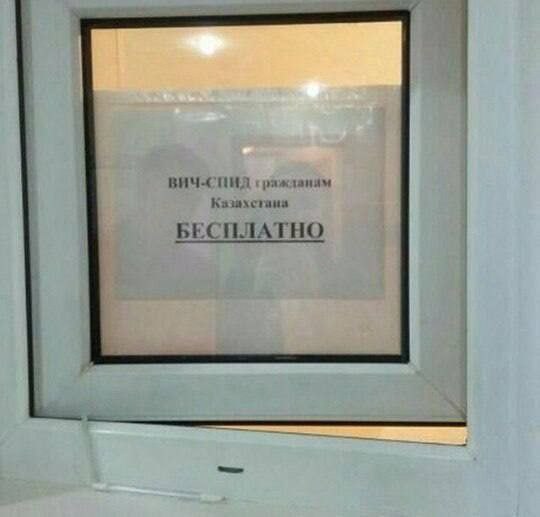 ВИЧ-СПИД гражданам
Казахстана
БЕСПЛАТНО